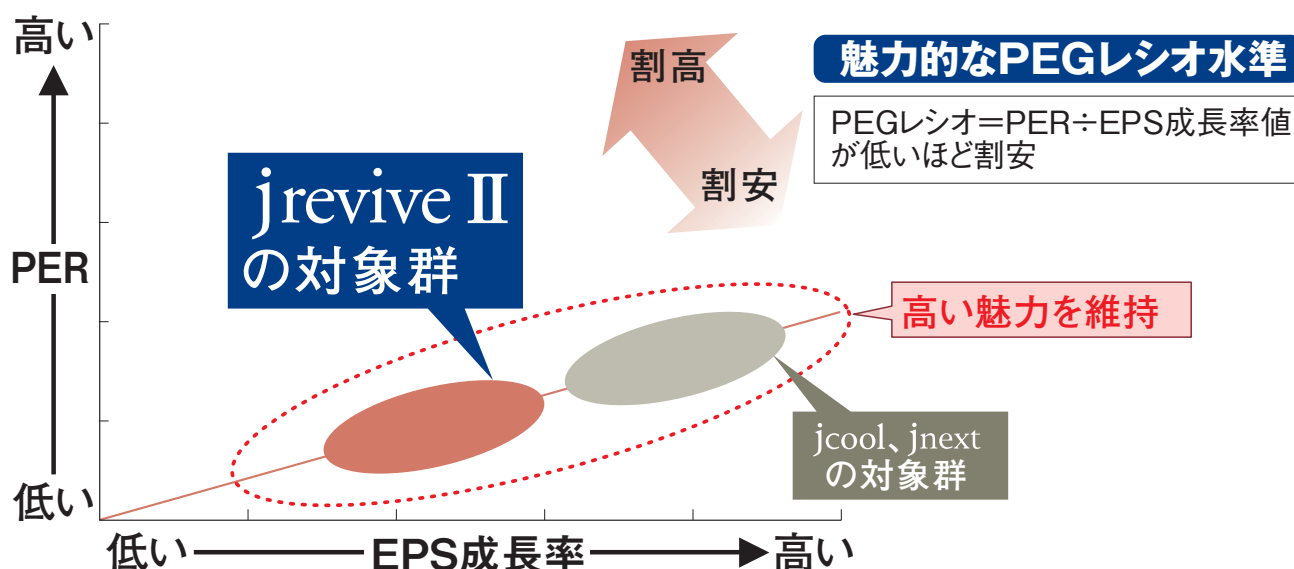 高い
PER
低い
低い
EPS成長率
高い
割高
割安
魅力的なPEGレシオ水準
PEGレシオ＝PER÷EPS成長率値
が低いほど割安
jrevive Ⅱ
の対象群
高い魅力を維持
jcool、jnext
の対象群